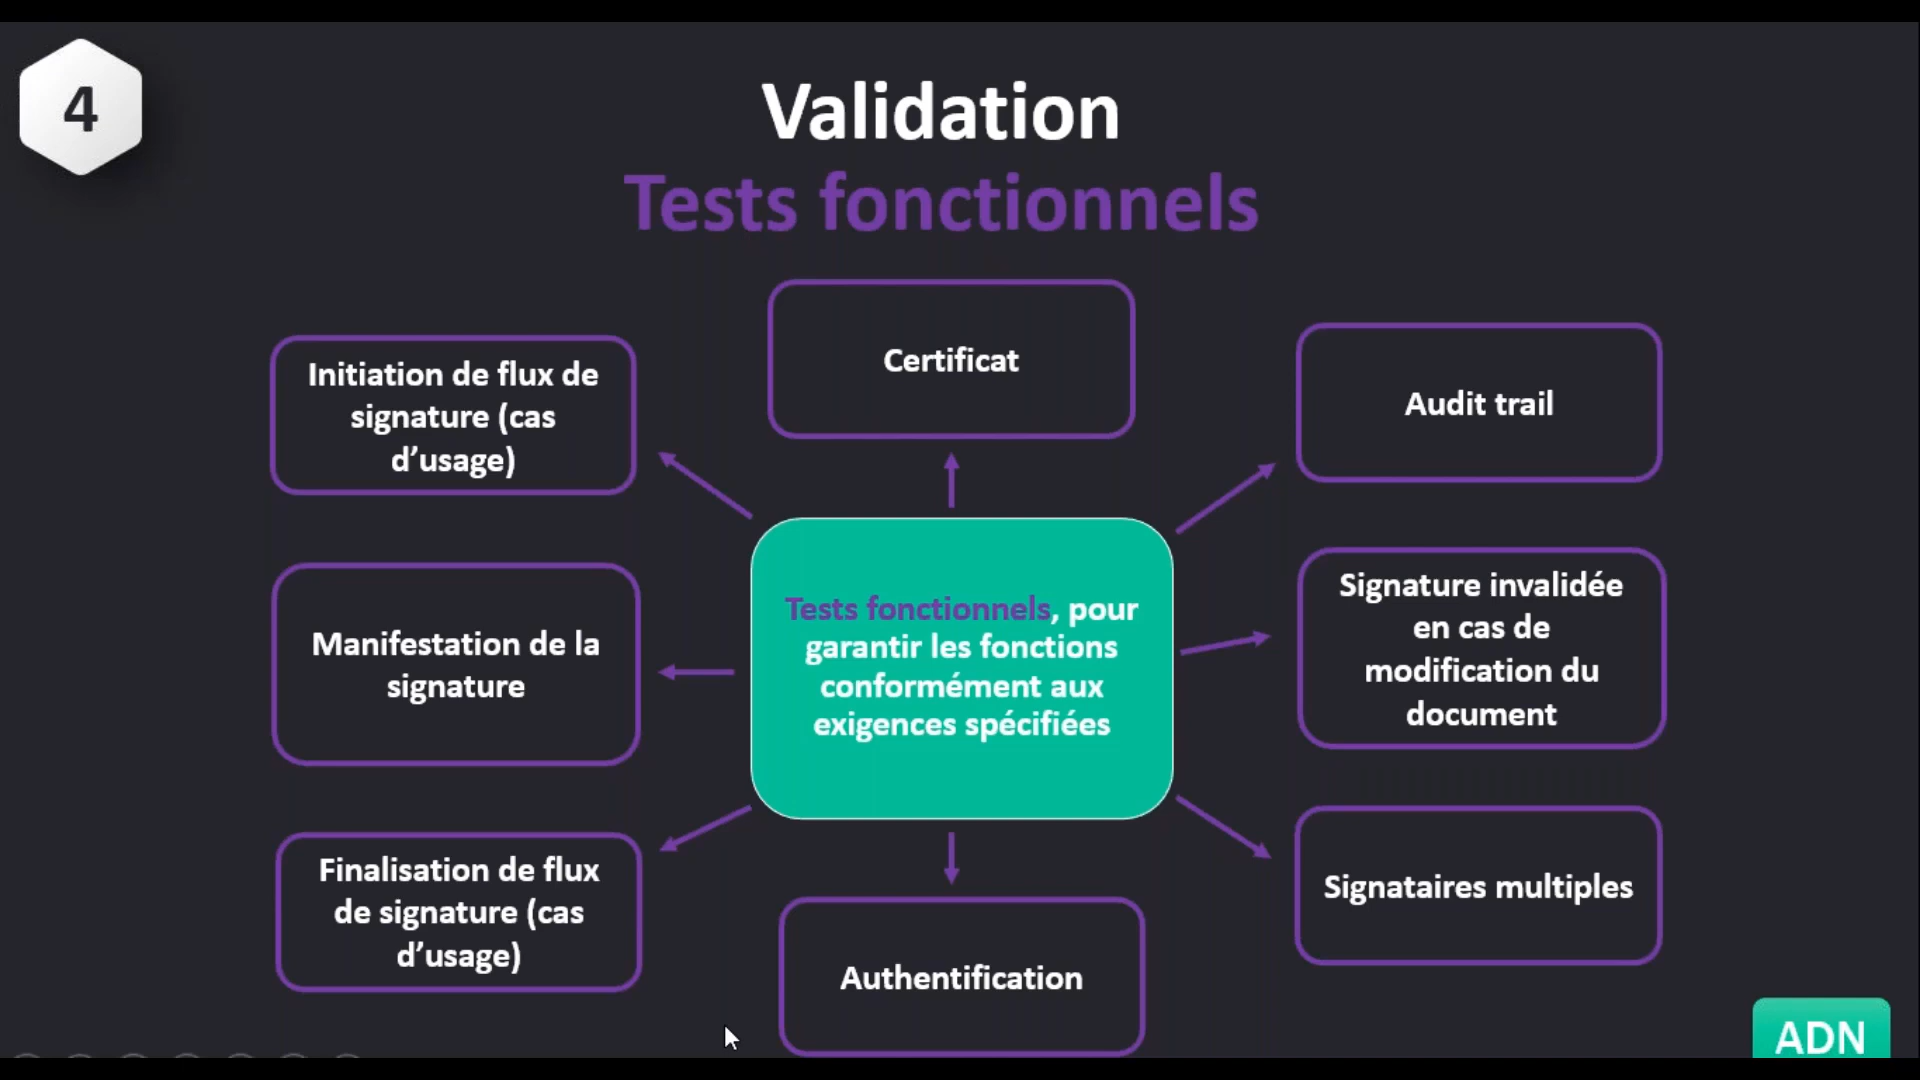 4
Validation
Tests fonctionnels
Certificat
Initiation de flux de
signature (cas
d’usage)
Audit trail
Tests fonctionnels, pour
garantir les fonctions
conformément aux
exigences spécifiées
Manifestation de la
signature
Signature invalidée
en cas de
modification du
document
Finalisation de flux
de signature (cas
d’usage)
Signataires multiples
Authentification
ADN